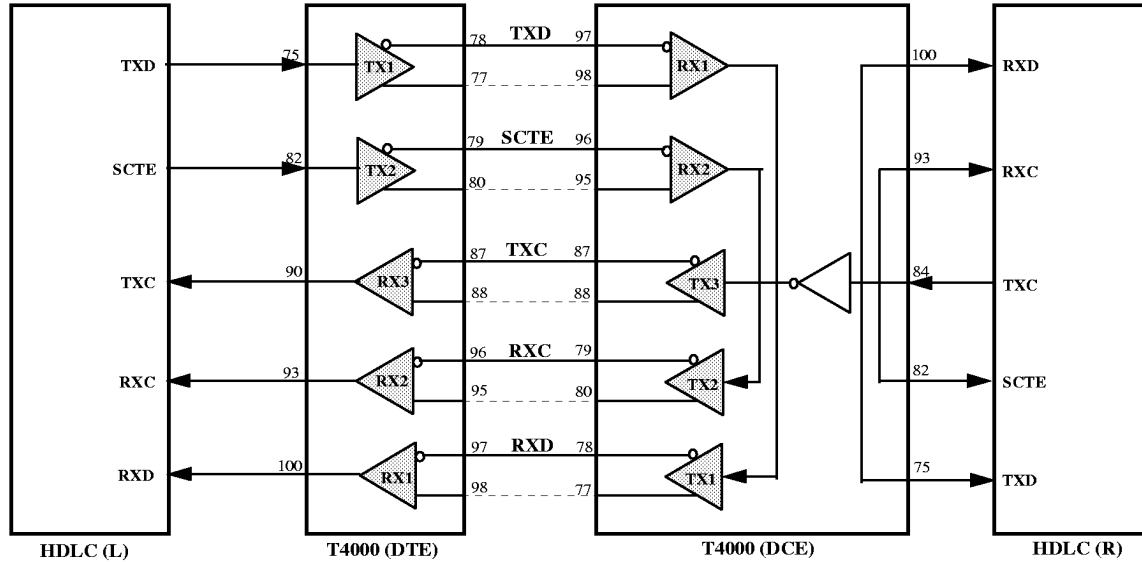 TXD 75 TX1 78 TXD 97 RX1 100 RXD
77 98
SCTE 82 TX2 79 SCTE 96 RX2 93 RXC
80 95
TXC 90 RX3 87 TXC 87 TX3 84 TXC
88 88
RXC 93 RX2 96 RXC 79 TX2 82 SCTE
95 80
RXD 100 RX1 97 RXD 78 TX1 75 TXD
98 77
HDLC (L) T4000 (DTE) T4000 (DCE) HDLC (R)